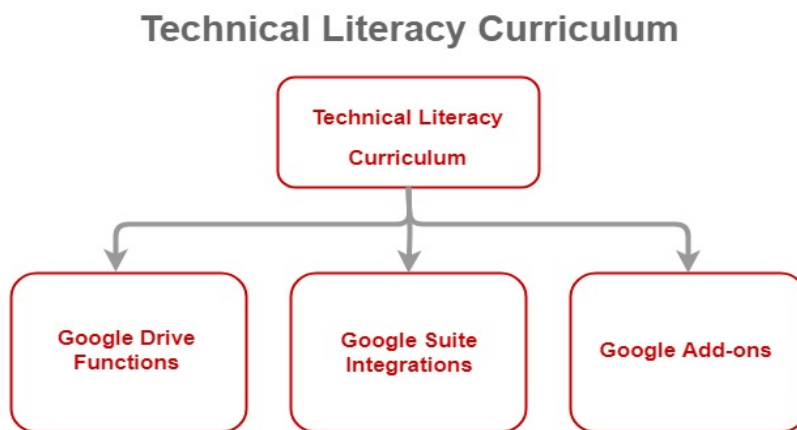 Technical Literacy Curriculum
Technical Literacy
Curriculum
Google Drive
Functions
Google Suite
Integrations
Google Add-ons